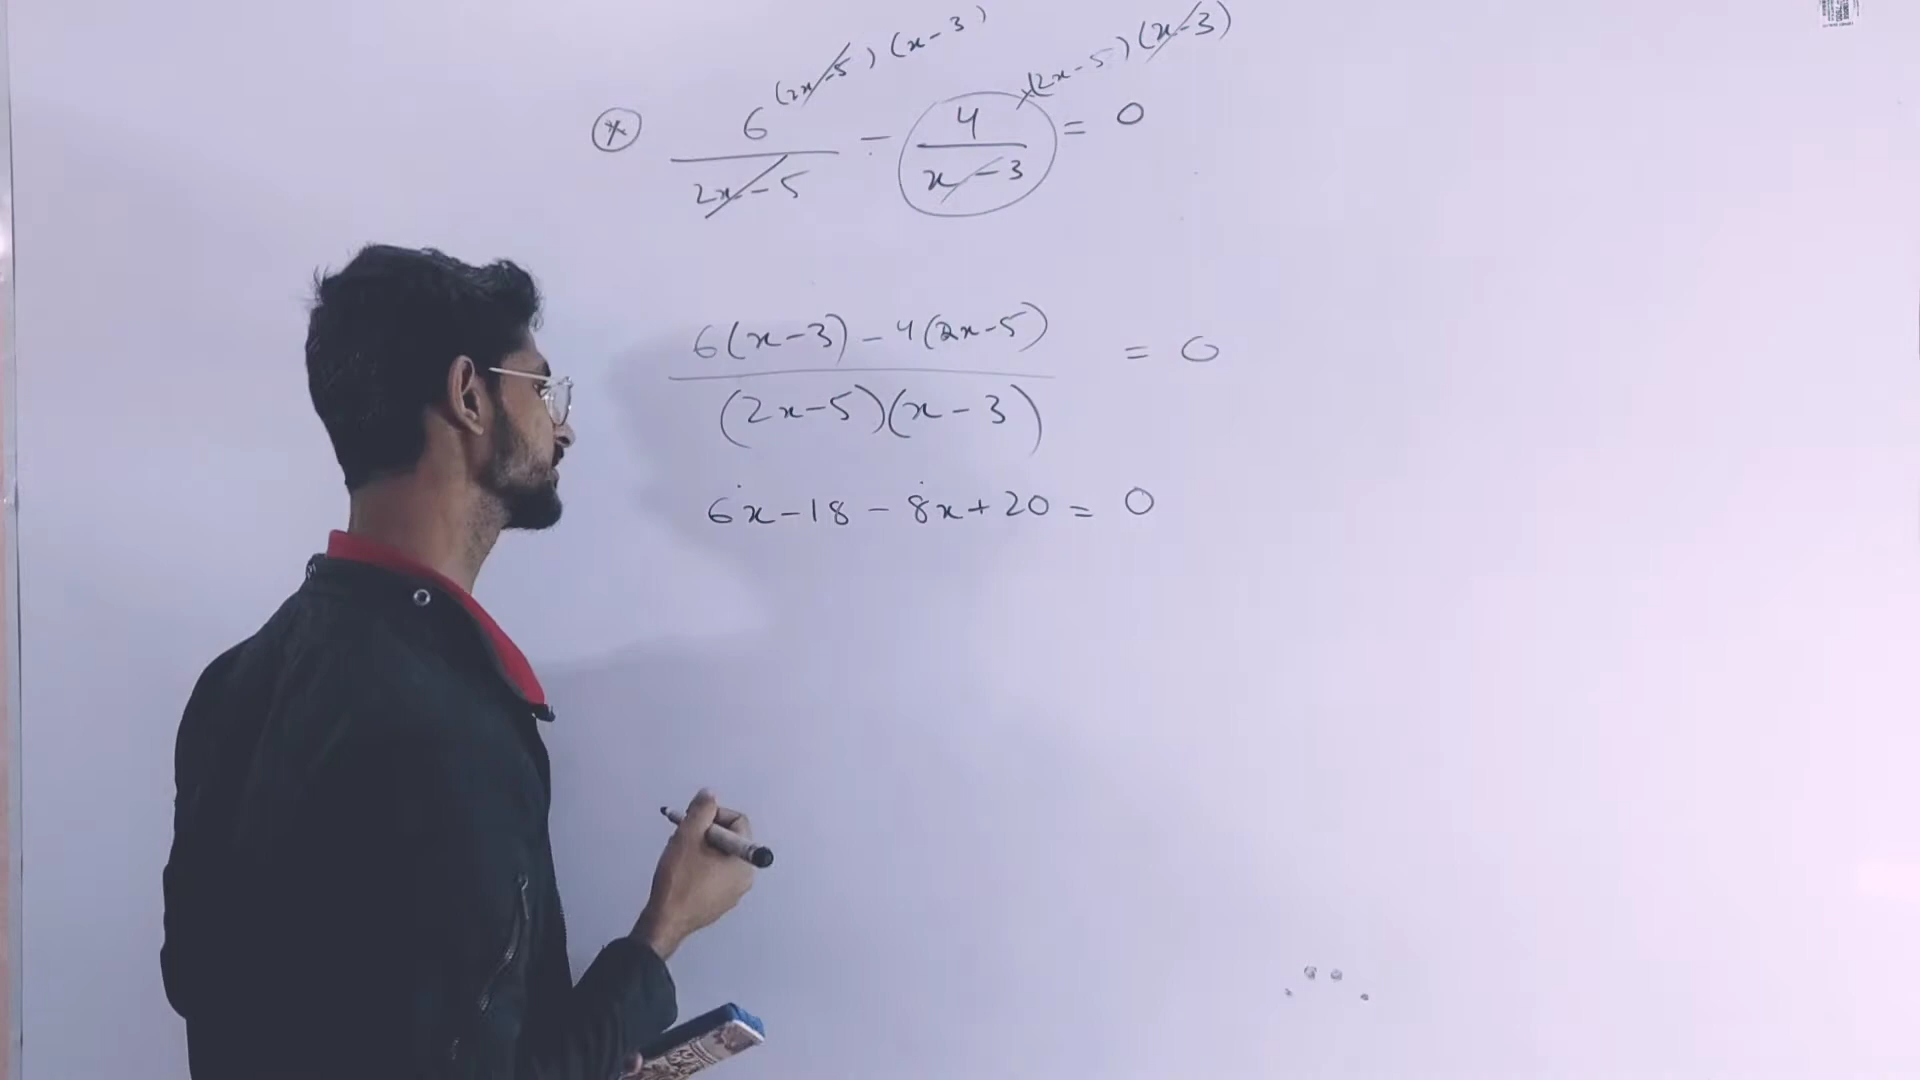 (2x-5)(x-3) ×(2x-5)(x-3)
* 6/2x-5 - 4/x-3 = 0
6(x-3)-4(2x-5)/(2x-5)(x-3) = 0
6x-18-8x+20=0